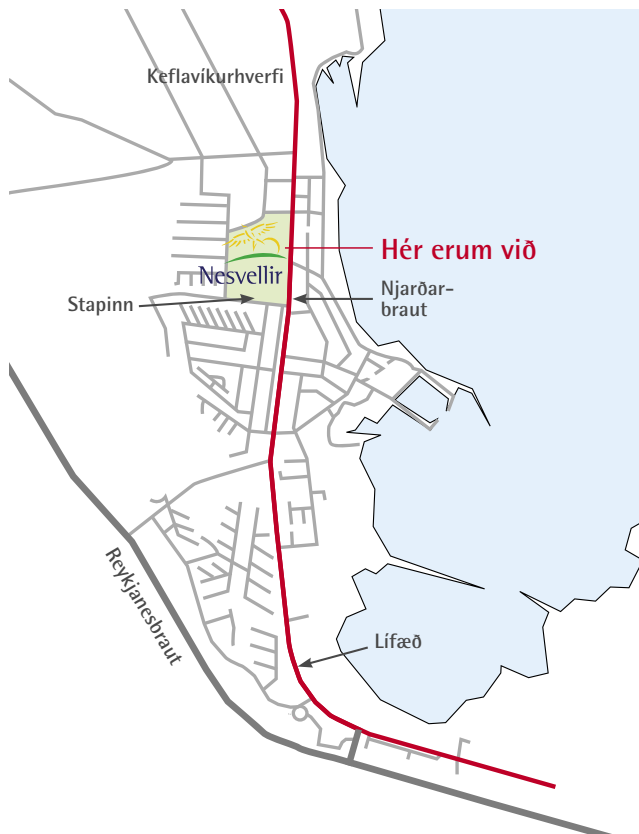 Keflavíkurhverfi
Hér erum við
Nesvellir
Stapinn
Njarðar-
braut
Reykjanesbraut
Lífæð